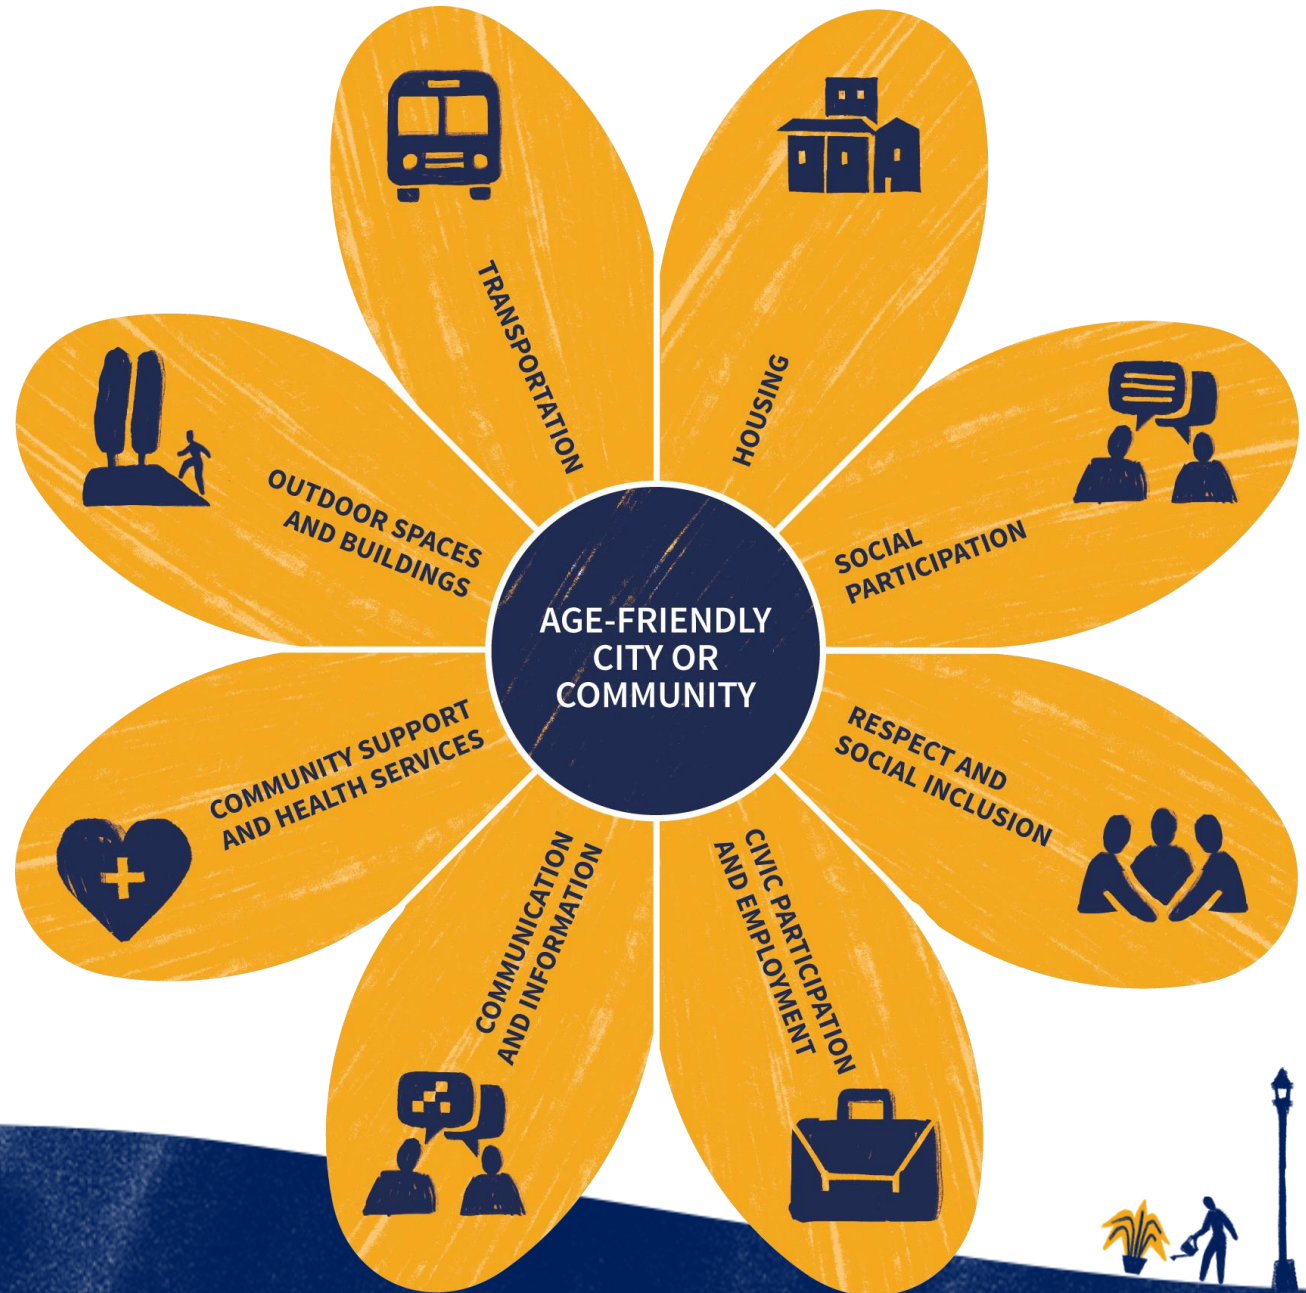 TRANSPORTATION
HOUSING
SOCIAL
PARTICIPATION
RESPECT AND
SOCIAL INCLUSION
CIVIC PARTICIPATION
AND EMPLOYMENT
COMMUNICATION
AND INFORMATION
COMMUNITY SUPPORT
AND HEALTH SERVICES
OUTDOOR SPACES
AND BUILDINGS
AGE-FRIENDLY
CITY OR
COMMUNITY